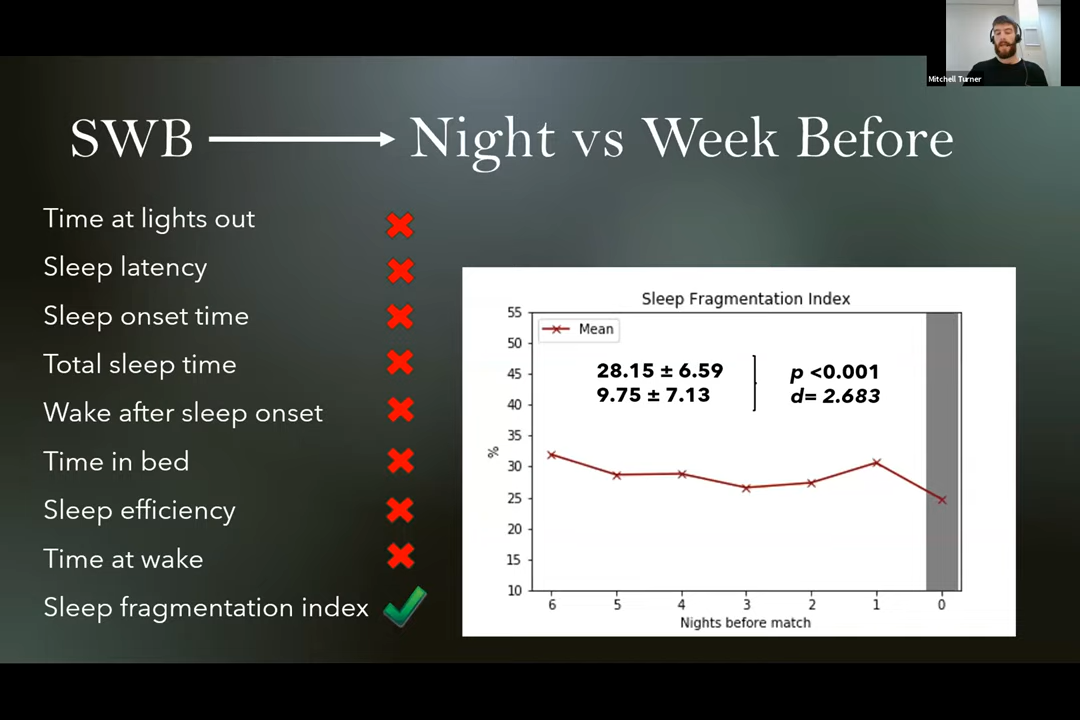 Mitchell Turner
SWB → Night vs Week Before
Time at lights out
Sleep latency
Sleep onset time
Total sleep time
Wake after sleep onset
Time in bed
Sleep efficiency
Time at wake
Sleep fragmentation index
Sleep Fragmentation Index
Mean
28.15 ± 6.59
9.75 ± 7.13
p <0.001
d= 2.683
%
55
50
45
40
35
30
25
20
15
10
6 5 4 3 2 1 0
Nights before match